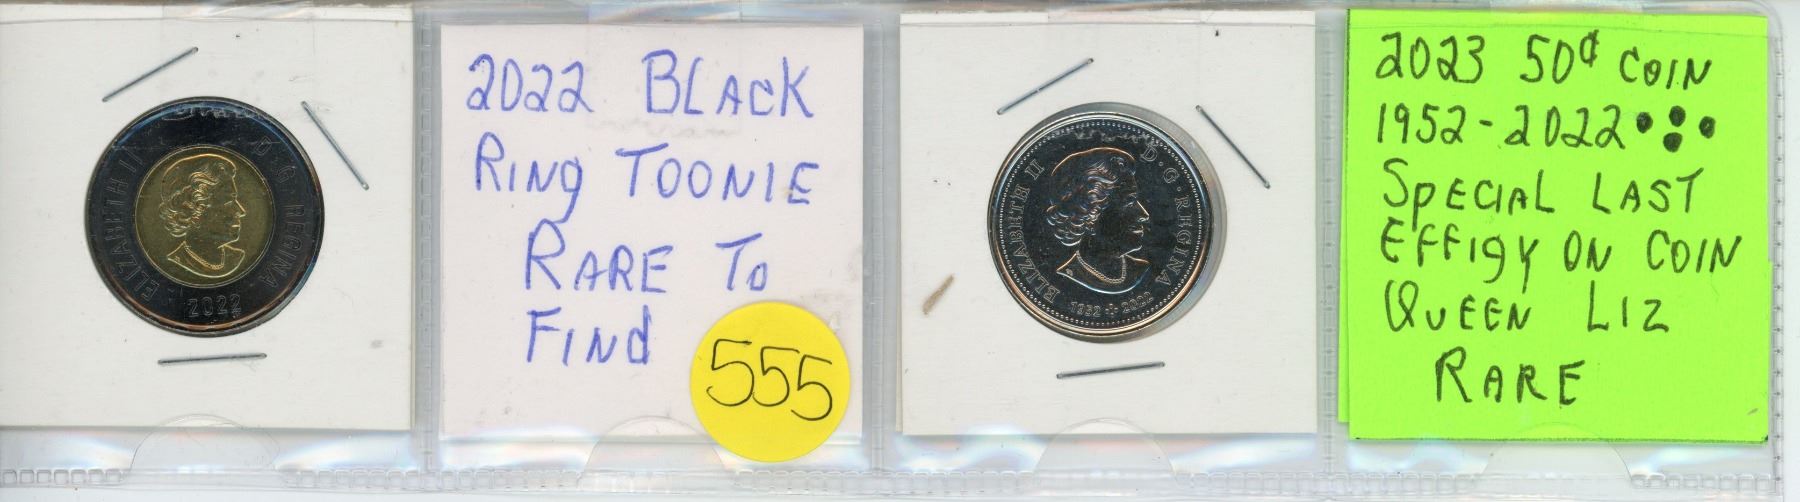 ELIZABETH II D·G·REGINA
2022
2022 BLACK
RING TOONIE
RARE TO
FIND
555
ELIZABETH II D·G·REGINA
1952 + 2022
2023 50¢ COIN
1952-2022
SPECIAL LAST
EFFIGY ON COIN
QUEEN LIZ
RARE